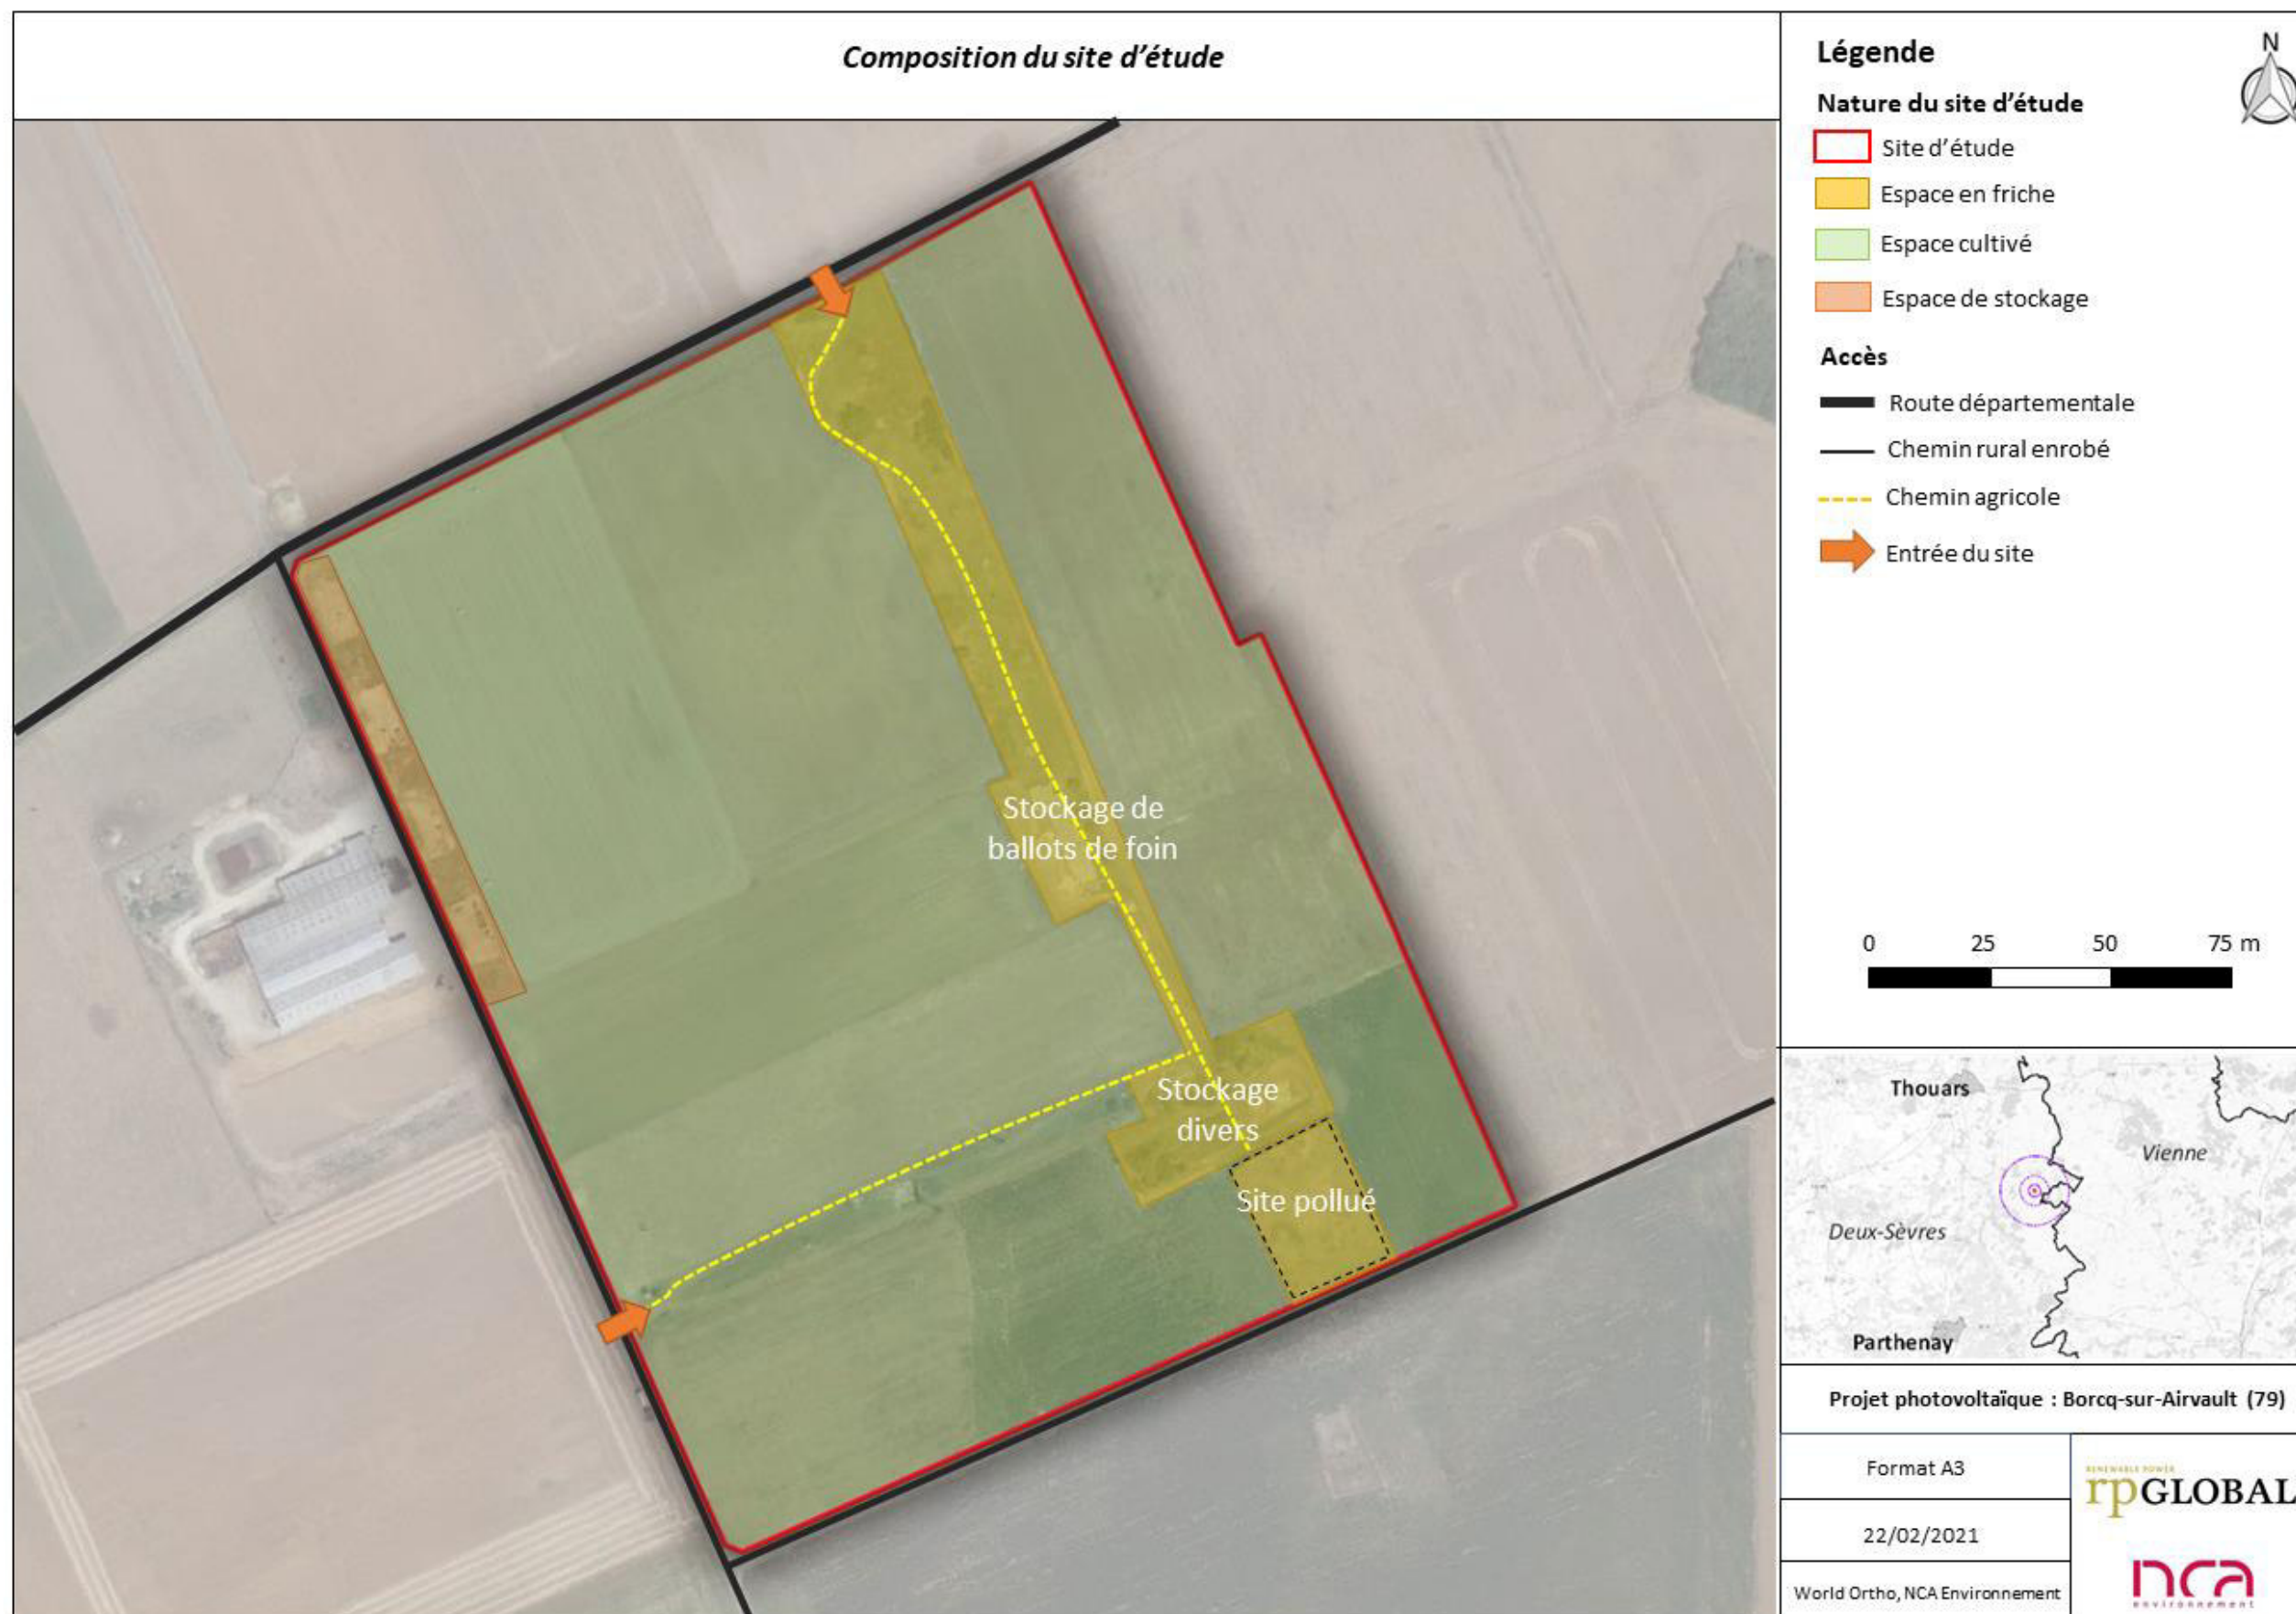 Composition du site d'étude
Stockage de
ballots de foin
Stockage
divers
Site pollué
Légende
N
Nature du site d'étude
Site d'étude
Espace en friche
Espace cultivé
Espace de stockage
Accès
Route départementale
Chemin rural enrobé
Chemin agricole
Entrée du site
0 25 50 75 m
Thouars
Vienne
Deux-Sèvres
Parthenay
Projet photovoltaïque : Borcq-sur-Airvault (79)
Format A3
22/02/2021
World Ortho, NCA Environnement
RENEWABLE POWER
rpGLOBAL
nca
environnement